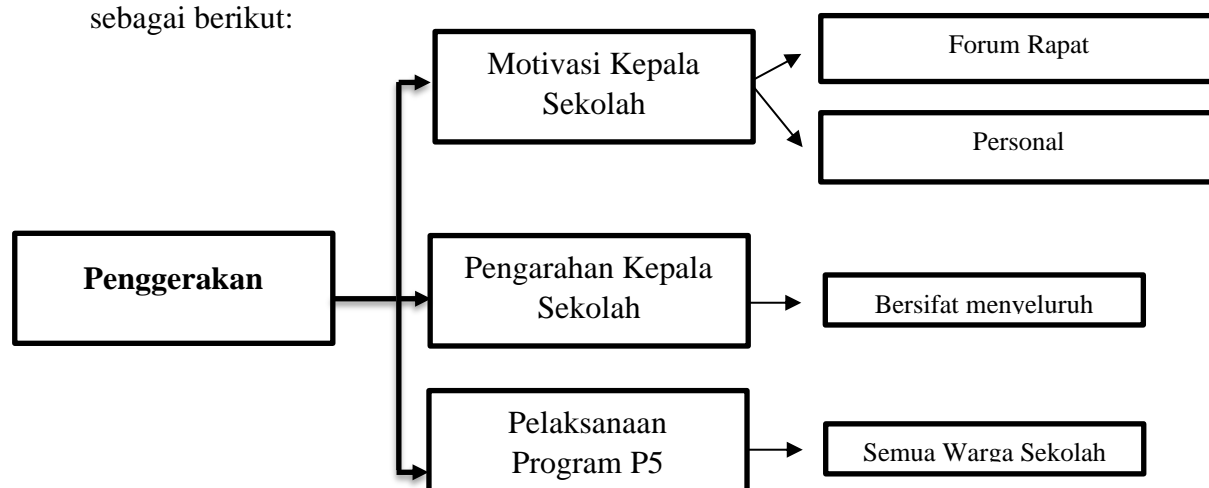 sebagai berikut:
Motivasi Kepala
Sekolah
Forum Rapat
Personal
Penggerakan
Pengarahan Kepala
Sekolah
Bersifat menyeluruh
Pelaksanaan
Program P5
Semua Warga Sekolah